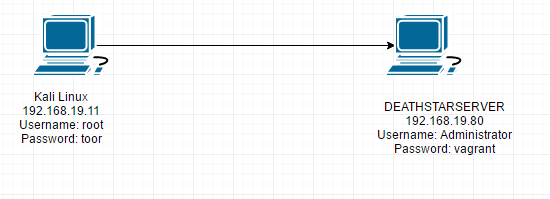 Kali Linux
192.168.19.11
Username: root
Password: toor
DEATHSTARSERVER
192.168.19.80
Username: Administrator
Password: vagrant